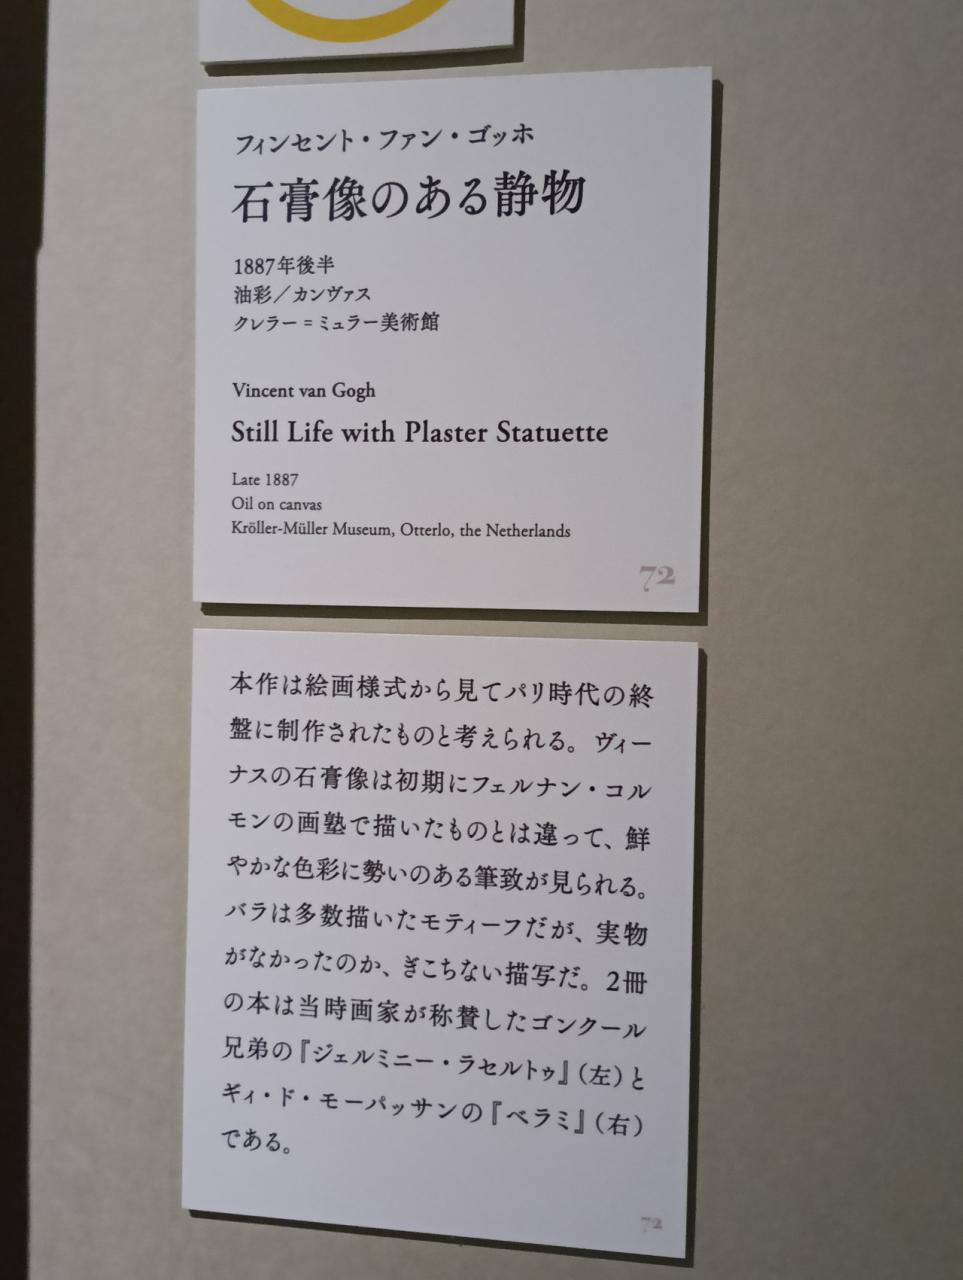 フィンセント・ファン・ゴッホ
石膏像のある静物
1887年後半
油彩／カンヴァス
クレラー＝ミュラー美術館
Vincent van Gogh
Still Life with Plaster Statuette
Late 1887
Oil on canvas
Kröller-Müller Museum, Otterlo, the Netherlands
72
本作は絵画様式から見てパリ時代の終
盤に制作されたものと考えられる。ヴィー
ナスの石膏像は初期にフェルナン・コル
モンの画塾で描いたものとは違って、鮮
やかな色彩に勢いのある筆致が見られる。
バラは多数描いたモティーフだが、実物
がなかったのか、ぎこちない描写だ。2冊
の本は当時画家が称賛したゴンクール
兄弟の『ジェルミニー・ラセルトゥ』（左）と
ギィ・ド・モーパッサンの『ベラミ』（右）
である。
72